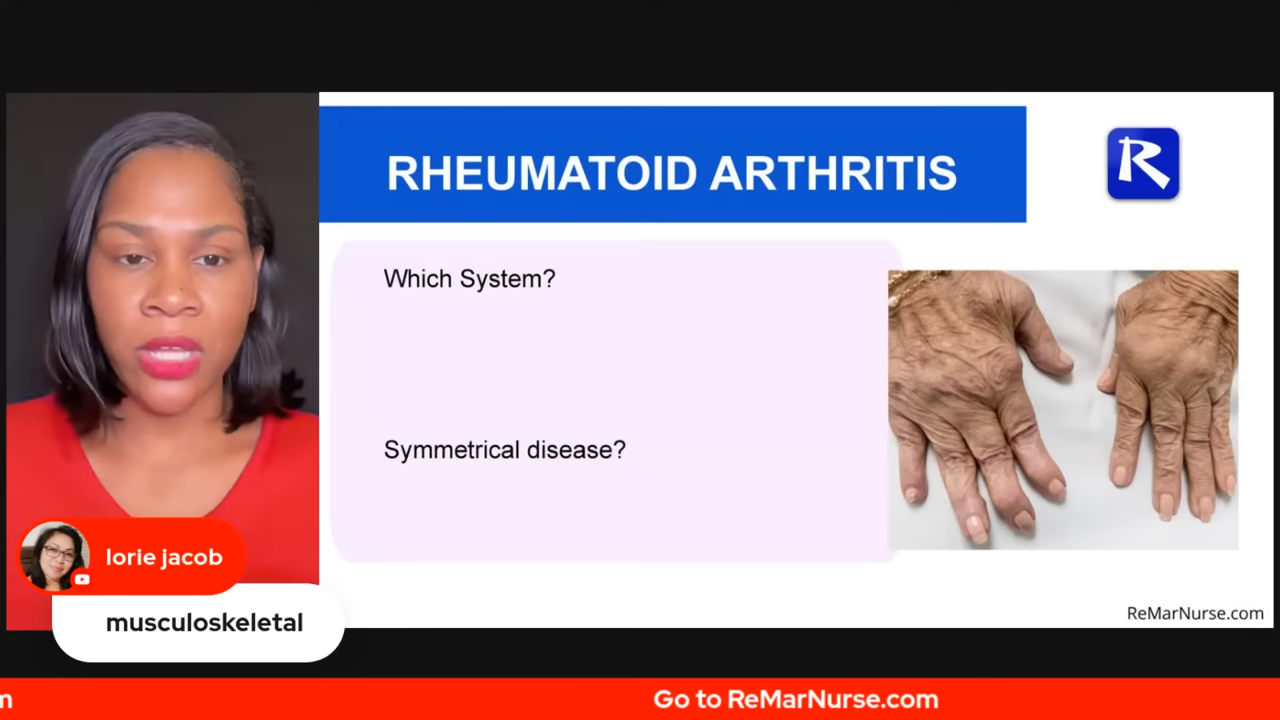 RHEUMATOID ARTHRITIS
R
Which System?
Symmetrical disease?
lorie jacob
musculoskeletal
ReMarNurse.com
m
Go to ReMarNurse.com